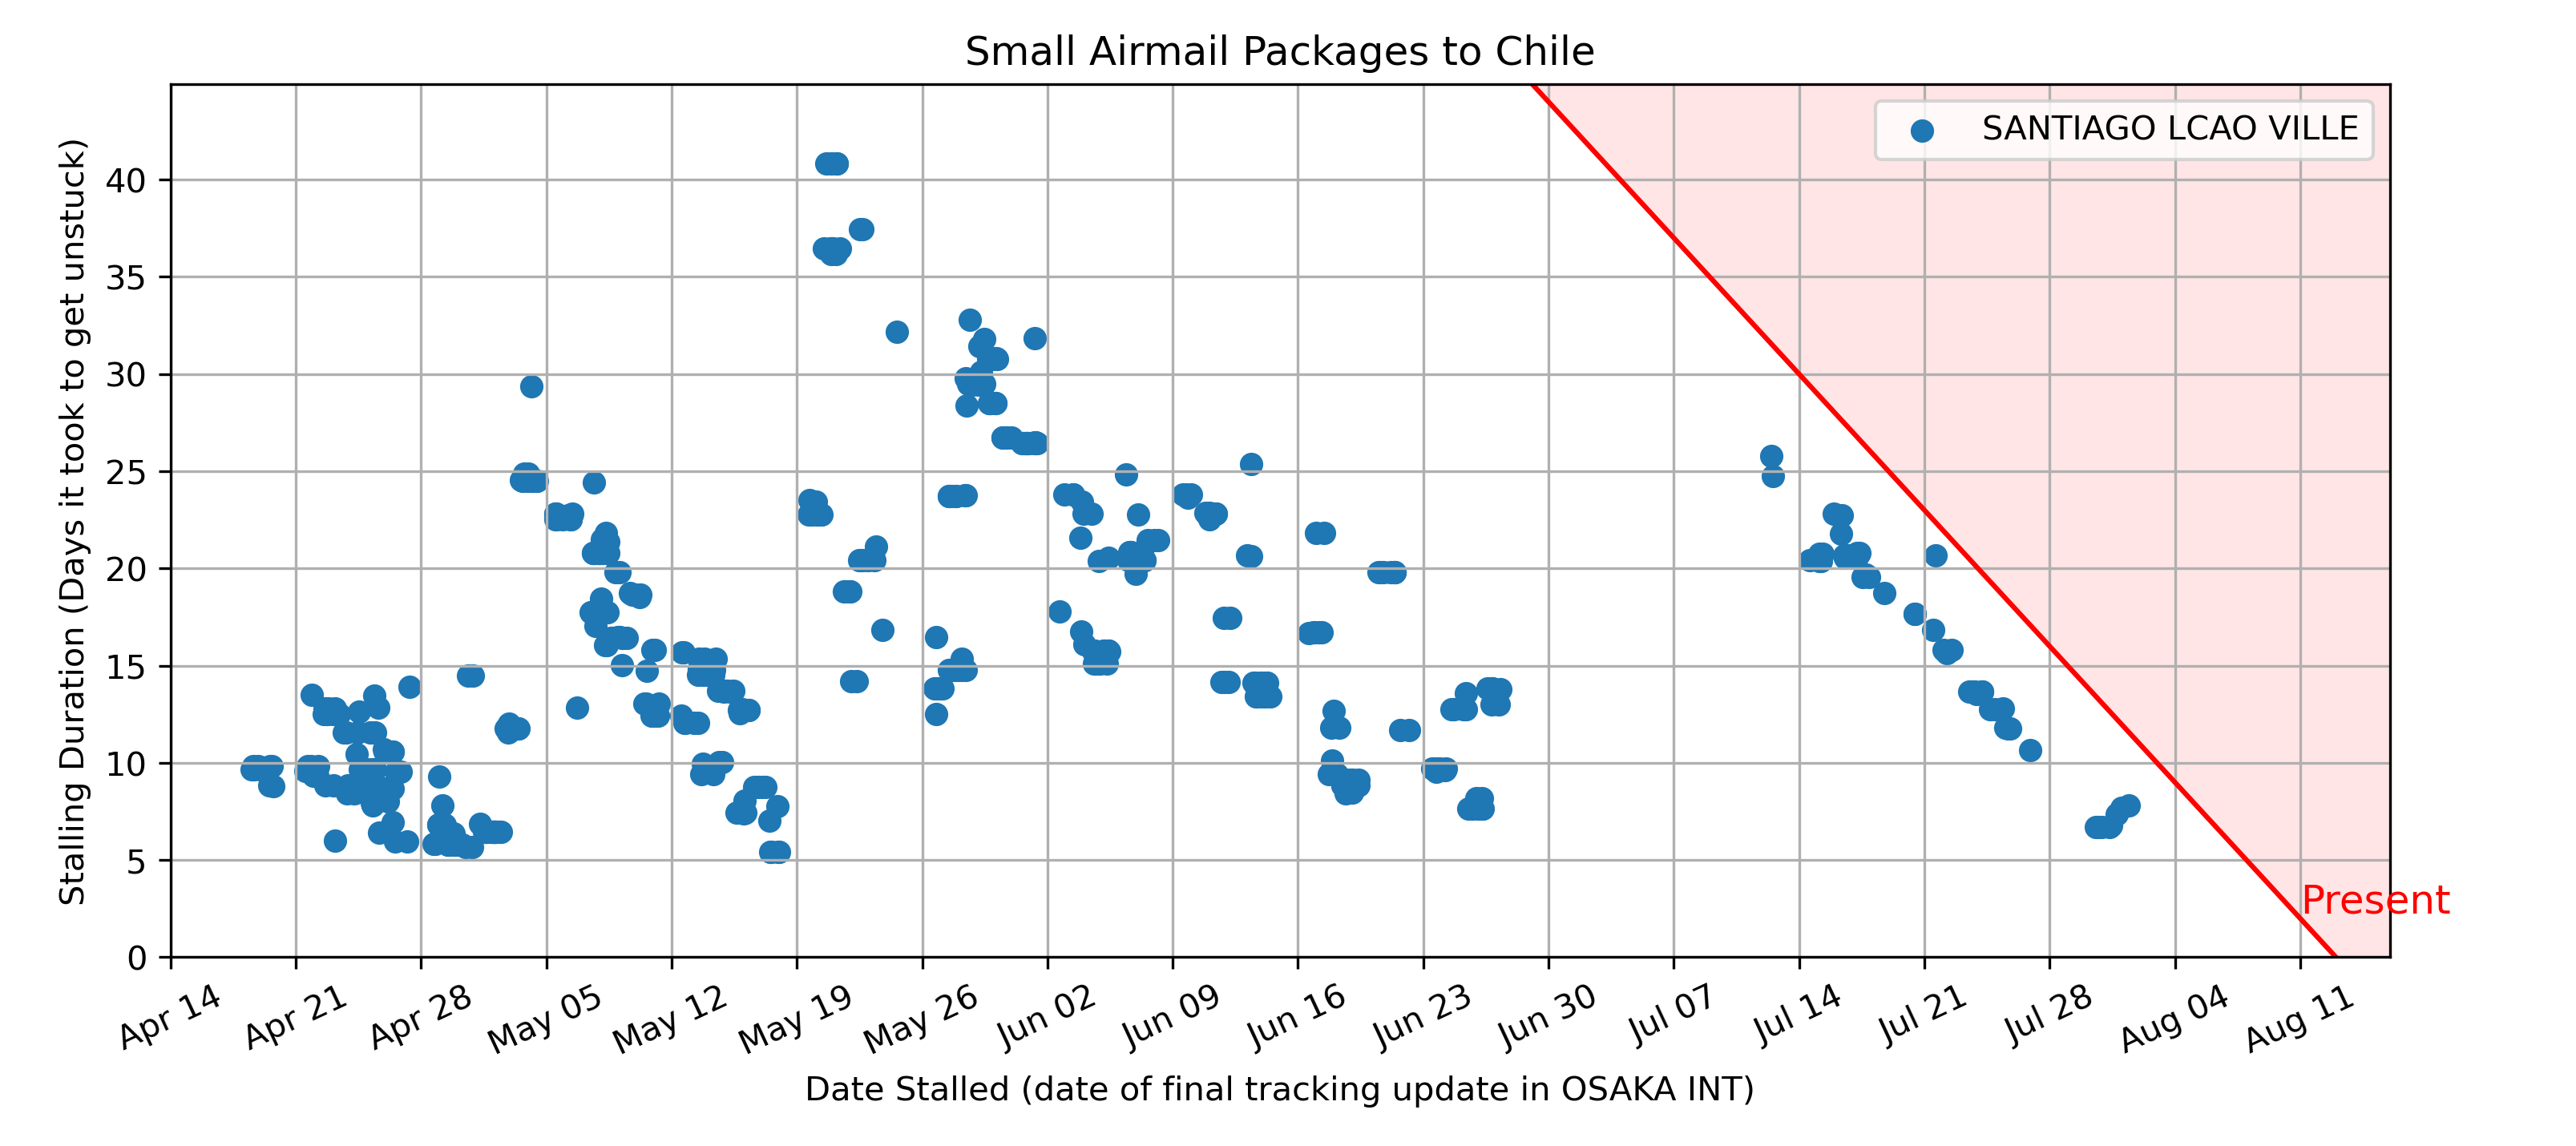 Small Airmail Packages to Chile
SANTIAGO LCAO VILLE
Stalling Duration (Days it took to get unstuck)
40
35
30
25
20
15
10
5
0
Present
Apr 14
Apr 21
Apr 28
May 05
May 12
May 19
May 26
Jun 02
Jun 09
Jun 16
Jun 23
Jun 30
Jul 07
Jul 14
Jul 21
Jul 28
Aug 04
Aug 11
Date Stalled (date of final tracking update in OSAKA INT)